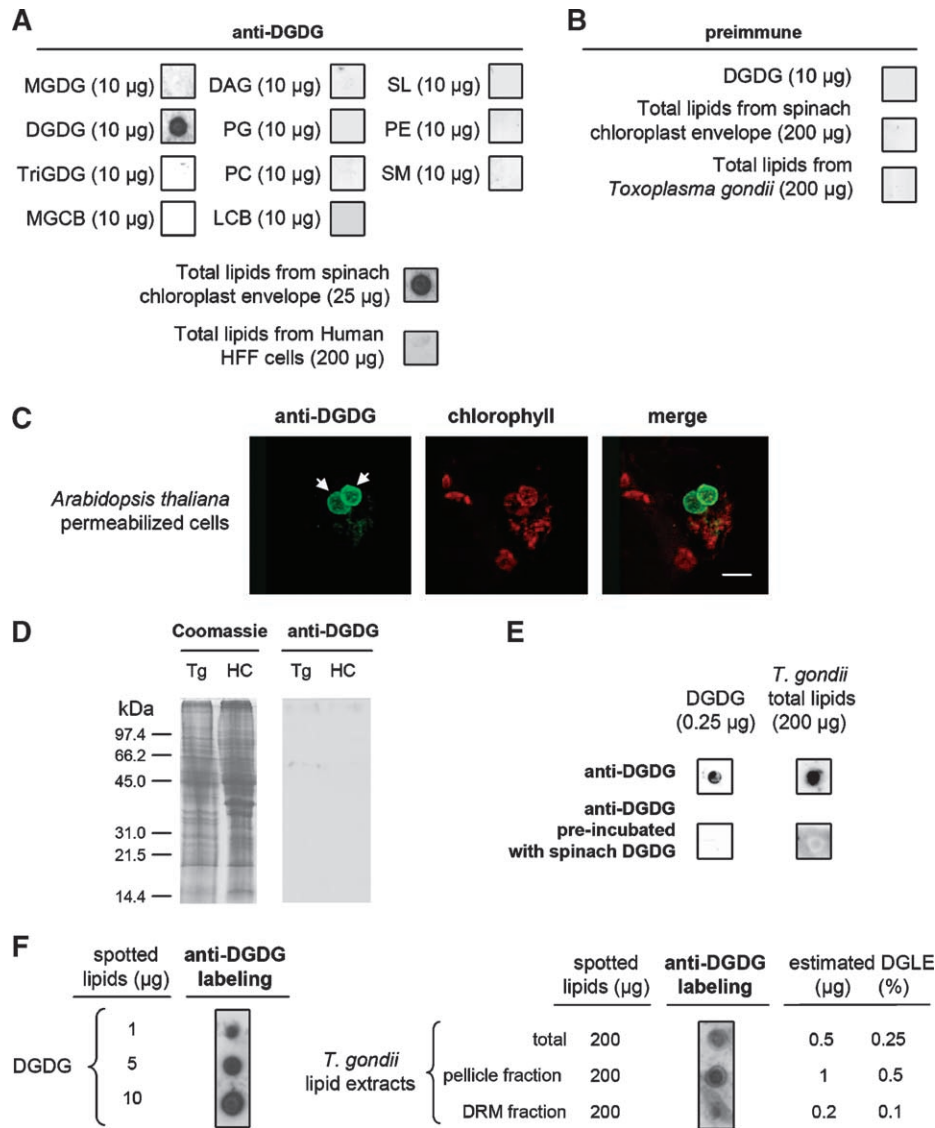 A
anti-DGDG
MGDG (10 µg)
DAG (10 µg)
SL (10 µg)
DGDG (10 µg)
PG (10 µg)
PE (10 µg)
TriGDG (10 µg)
PC (10 µg)
SM (10 µg)
MGCB (10 µg)
LCB (10 µg)
Total lipids from spinach
chloroplast envelope (25 µg)
Total lipids from Human
HFF cells (200 µg)
B
preimmune
DGDG (10 µg)
Total lipids from spinach
chloroplast envelope (200 µg)
Total lipids from
Toxoplasma gondii (200 µg)
C
anti-DGDG
chlorophyll
merge
Arabidopsis thaliana
permeabilized cells
D
Coomassie
anti-DGDG
Tg HC Tg HC
kDa
97.4
66.2
45.0
31.0
21.5
14.4
E
DGDG
(0.25 µg)
T. gondii
total lipids
(200 µg)
anti-DGDG
anti-DGDG
pre-incubated
with spinach DGDG
F
spotted
lipids (µg)
anti-DGDG
labeling
DGDG
1
5
10
spotted
lipids (µg)
anti-DGDG
labeling
estimated DGLE
(µg) (%)
T. gondii
lipid extracts
total 200 0.5 0.25
pellicle fraction 200 1 0.5
DRM fraction 200 0.2 0.1